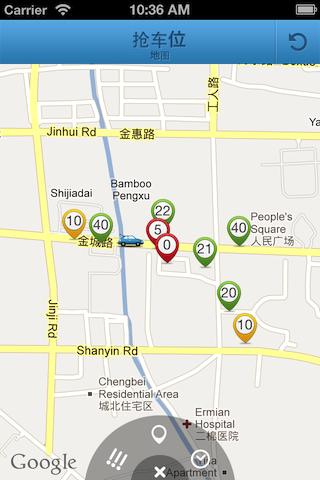 Carrier 10:36 AM
抢车位
地图
工人路
Jinhui Rd 金惠路
Ya
Shijiadai
Bamboo
Pengxu
10
40
22
5
0
21
40
People's
Square
人民广场
金城路
20
10
Jinji Rd
Shanyin Rd
Chengbei
Residential Area
城北住宅区
Ermian
Hospital
二棉医院
Google
Apartment